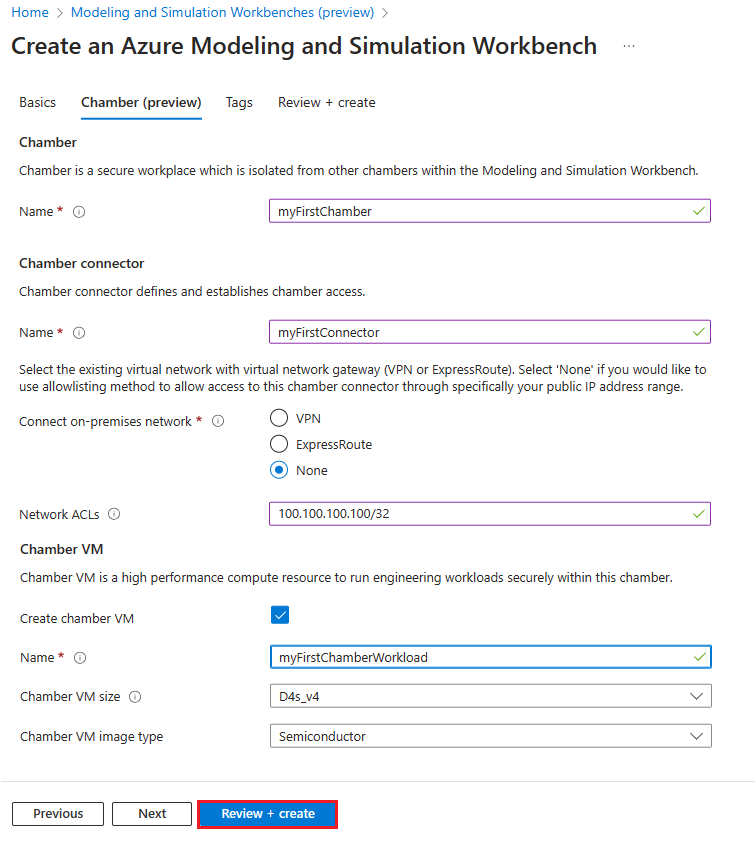 Home > Modeling and Simulation Workbenches (preview) >
Create an Azure Modeling and Simulation Workbench ...
Basics Chamber (preview) Tags Review + create
Chamber
Chamber is a secure workplace which is isolated from other chambers within the Modeling and Simulation Workbench.
Name * myFirstChamber
Chamber connector
Chamber connector defines and establishes chamber access.
Name * myFirstConnector
Select the existing virtual network with virtual network gateway (VPN or ExpressRoute). Select 'None' if you would like to
use allowlisting method to allow access to this chamber connector through specifically your public IP address range.
Connect on-premises network * VPN
ExpressRoute
None
Network ACLs 100.100.100.100/32
Chamber VM
Chamber VM is a high performance compute resource to run engineering workloads securely within this chamber.
Create chamber VM
Name * myFirstChamberWorkload
Chamber VM size D4s_v4
Chamber VM image type Semiconductor
Previous Next Review + create